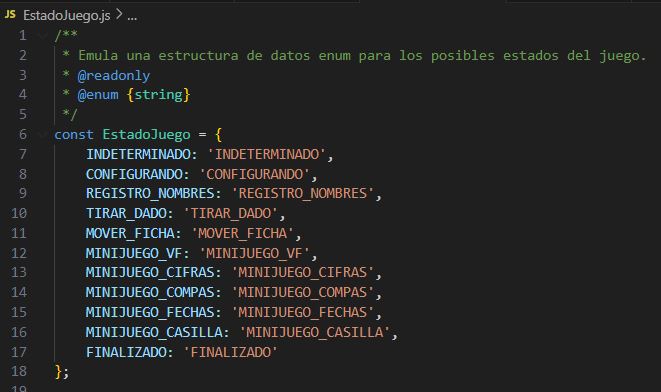 JS EstadoJuego.js > ...
1 /**
2  * Emula una estructura de datos enum para los posibles estados del juego.
3  * @readonly
4  * @enum {string}
5  */
6 const EstadoJuego = {
7     INDETERMINADO: 'INDETERMINADO',
8     CONFIGURANDO: 'CONFIGURANDO',
9     REGISTRO_NOMBRES: 'REGISTRO_NOMBRES',
10     TIRAR_DADO: 'TIRAR_DADO',
11     MOVER_FICHA: 'MOVER_FICHA',
12     MINIJUEGO_VF: 'MINIJUEGO_VF',
13     MINIJUEGO_CIFRAS: 'MINIJUEGO_CIFRAS',
14     MINIJUEGO_COMPAS: 'MINIJUEGO_COMPAS',
15     MINIJUEGO_FECHAS: 'MINIJUEGO_FECHAS',
16     MINIJUEGO_CASILLA: 'MINIJUEGO_CASILLA',
17     FINALIZADO: 'FINALIZADO'
18 };
19